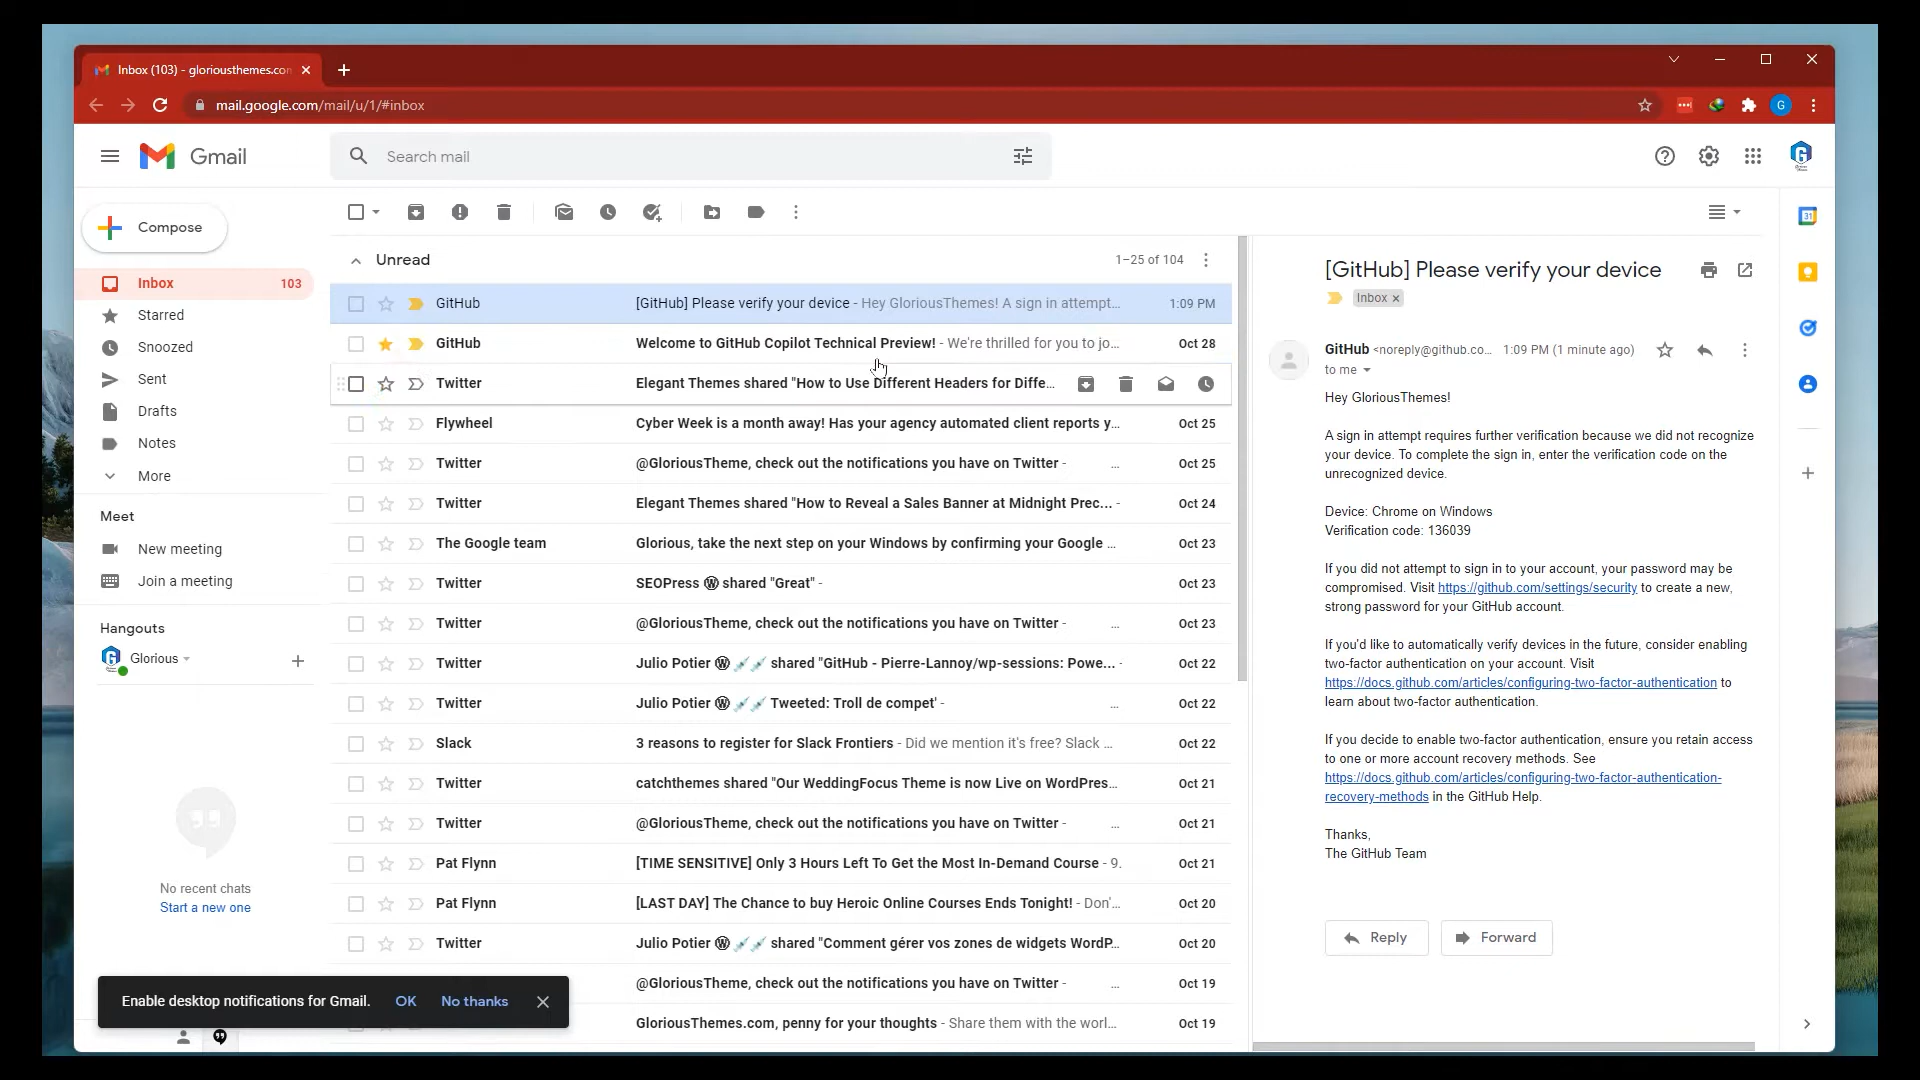 Inbox (103) - gloriousthemes.con
mail.google.com/mail/u/1/#inbox
G
Gmail
Search mail
G
Compose
Unread
1–25 of 104
Inbox 103
Starred
Snoozed
Sent
Drafts
Notes
More
Meet
New meeting
Join a meeting
Hangouts
Glorious
No recent chats
Start a new one
GitHub [GitHub] Please verify your device - Hey GloriousThemes! A sign in attempt... 1:09 PM
GitHub Welcome to GitHub Copilot Technical Preview! - We're thrilled for you to jo... Oct 28
Twitter Elegant Themes shared "How to Use Different Headers for Diffe...
Flywheel Cyber Week is a month away! Has your agency automated client reports y... Oct 25
Twitter @GloriousTheme, check out the notifications you have on Twitter - ... Oct 25
Twitter Elegant Themes shared "How to Reveal a Sales Banner at Midnight Prec... - Oct 24
The Google team Glorious, take the next step on your Windows by confirming your Google ... Oct 23
Twitter SEOPress Ⓦ shared "Great" - Oct 23
Twitter @GloriousTheme, check out the notifications you have on Twitter - ... Oct 23
Twitter Julio Potier Ⓦ 💉💉 shared "GitHub - Pierre-Lannoy/wp-sessions: Powe... - Oct 22
Twitter Julio Potier Ⓦ 💉💉 Tweeted: Troll de compet' - ... Oct 22
Slack 3 reasons to register for Slack Frontiers - Did we mention it's free? Slack ... Oct 22
Twitter catchthemes shared "Our WeddingFocus Theme is now Live on WordPres... Oct 21
Twitter @GloriousTheme, check out the notifications you have on Twitter - ... Oct 21
Pat Flynn [TIME SENSITIVE] Only 3 Hours Left To Get the Most In-Demand Course - 9. Oct 21
Pat Flynn [LAST DAY] The Chance to buy Heroic Online Courses Ends Tonight! - Don'... Oct 20
Twitter Julio Potier Ⓦ 💉💉 shared "Comment gérer vos zones de widgets WordP... Oct 20
@GloriousTheme, check out the notifications you have on Twitter - ... Oct 19
GloriousThemes.com, penny for your thoughts - Share them with the worl... Oct 19
Enable desktop notifications for Gmail. OK No thanks
[GitHub] Please verify your device
Inbox ×
GitHub <noreply@github.co... 1:09 PM (1 minute ago)
to me
Hey GloriousThemes!
A sign in attempt requires further verification because we did not recognize
your device. To complete the sign in, enter the verification code on the
unrecognized device.
Device: Chrome on Windows
Verification code: 136039
If you did not attempt to sign in to your account, your password may be
compromised. Visit https://github.com/settings/security to create a new,
strong password for your GitHub account.
If you'd like to automatically verify devices in the future, consider enabling
two-factor authentication on your account. Visit
https://docs.github.com/articles/configuring-two-factor-authentication to
learn about two-factor authentication.
If you decide to enable two-factor authentication, ensure you retain access
to one or more account recovery methods. See
https://docs.github.com/articles/configuring-two-factor-authentication-
recovery-methods in the GitHub Help.
Thanks,
The GitHub Team
Reply
Forward
31